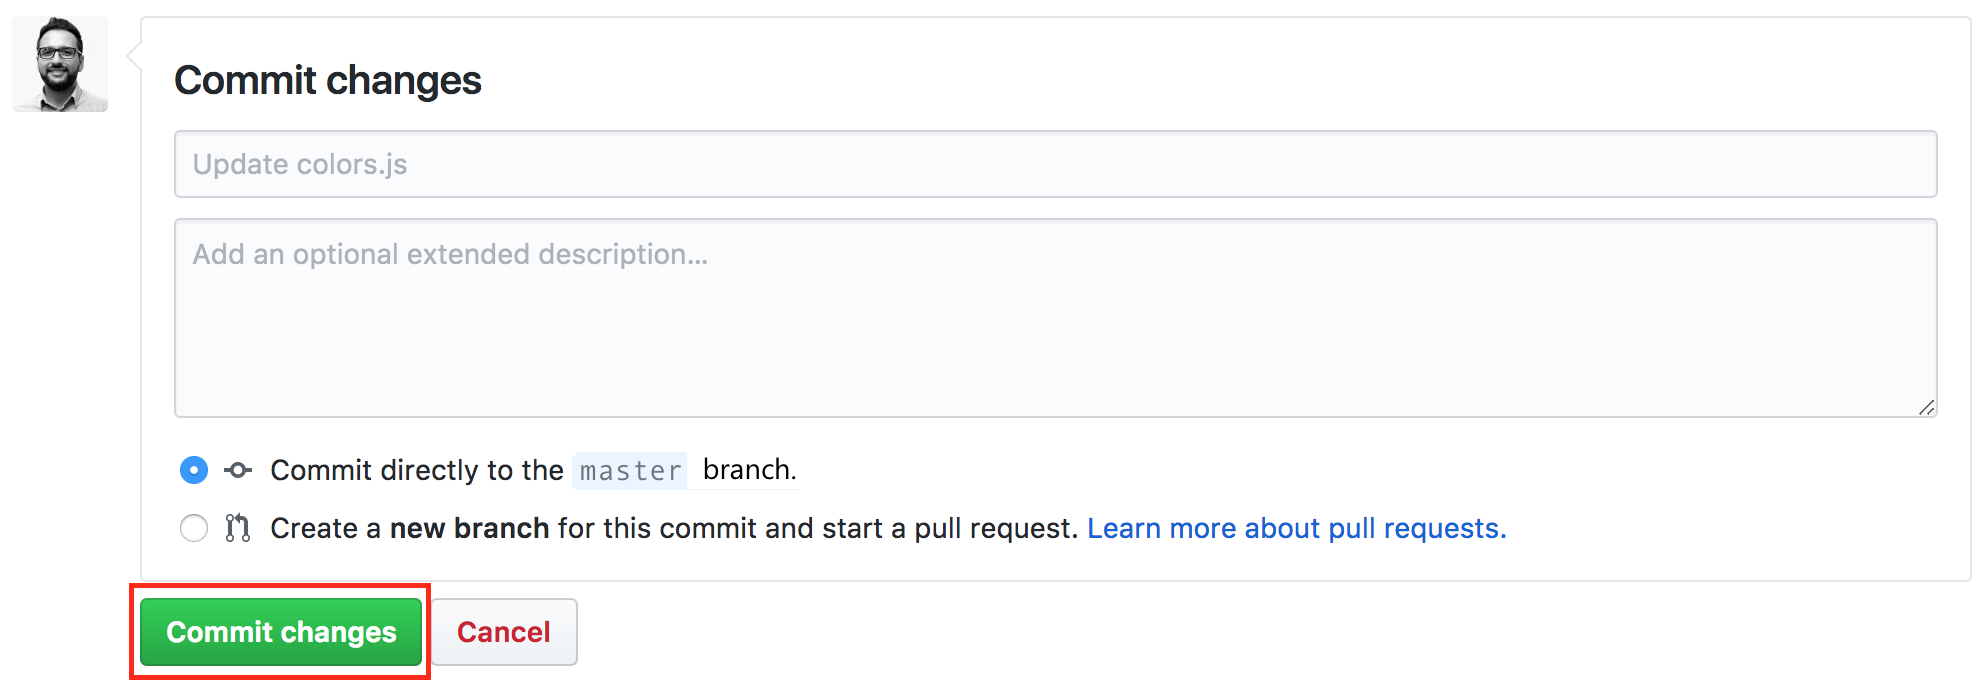 Commit changes
Update colors.js
Add an optional extended description...
Commit directly to the master branch.
Create a new branch for this commit and start a pull request. Learn more about pull requests.
Commit changes Cancel